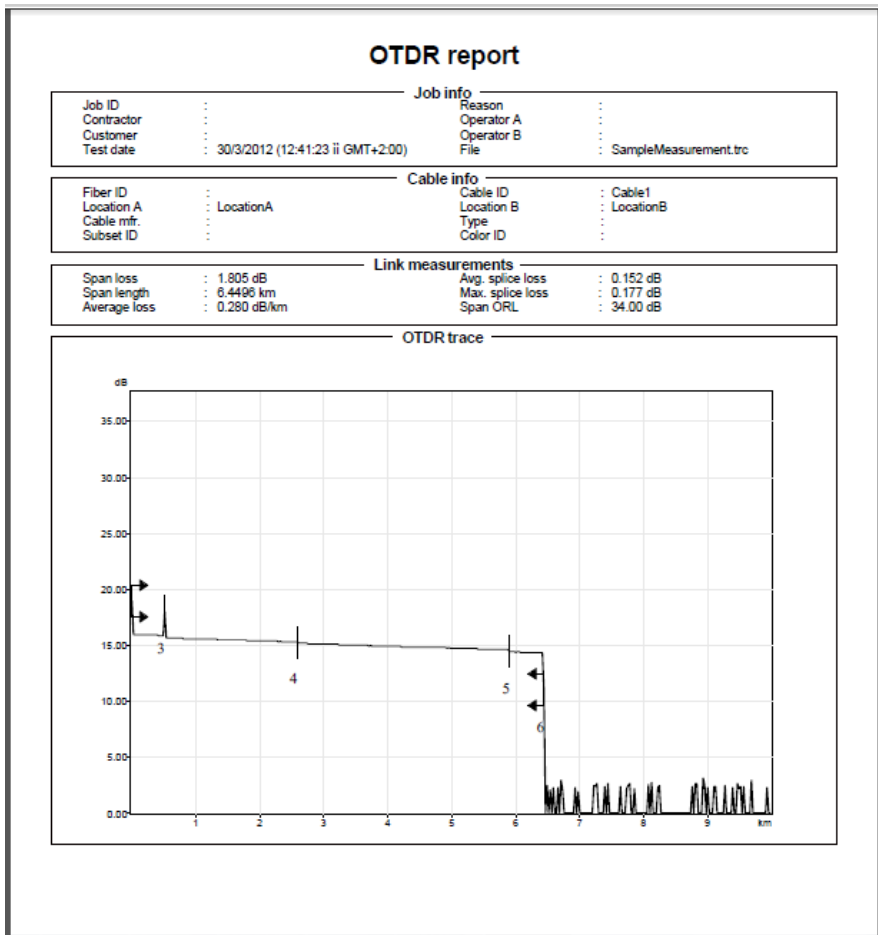 OTDR report
Job info
Job ID : Reason :
Contractor : Operator A :
Customer : Operator B :
Test date : 30/3/2012 (12:41:23 ìì GMT+2:00) File : SampleMeasurement.trc
Cable info
Fiber ID : Cable ID : Cable1
Location A : LocationA Location B : LocationB
Cable mfr. : Type :
Subset ID : Color ID :
Link measurements
Span loss : 1.805 dB Avg. splice loss : 0.152 dB
Span length : 6.4496 km Max. splice loss : 0.177 dB
Average loss : 0.280 dB/km Span ORL : 34.00 dB
OTDR trace
dB
35.00
30.00
25.00
20.00
15.00
3
4
5
10.00
6
5.00
0.00
1 2 3 4 5 6 7 8 9 km